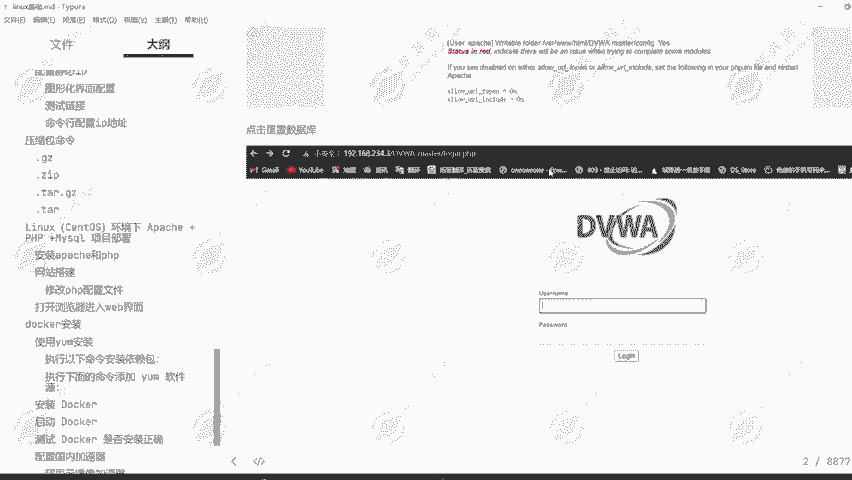 linux基础.md - Typora
文件(F) 编辑(E) 段落(P) 格式(O) 视图(V) 主题(T) 帮助(H)
文件 大纲
图形化界面配置
测试链接
命令行配置ip地址
压缩包命令
.gz
.zip
.tar.gz
.tar
Linux (CentOS) 环境下 Apache +
PHP +Mysql 项目部署
安装apache和php
网站搭建
修改php配置文件
打开浏览器进入web界面
docker安装
使用yum安装
执行以下命令安装依赖包:
执行下面的命令添加 yum 软件
源:
安装 Docker
启动 Docker
测试 Docker 是否安装正确
配置国内加速器
[User: apache] Writable folder /var/www/html/DVWA-master/config: Yes
Status in red, indicate there will be an issue when trying to complete some modules.
If you see disabled on either allow_url_fopen or allow_url_include, set the following in your php.ini file and restart
Apache.
allow_url_fopen = On
allow_url_include = On
点击重置数据库
不安全 192.168.234.3/DVWA-master/login.php
Gmail YouTube 地图 翻译 DS_Store
DVWA
Username
Password
Login
2 / 8877